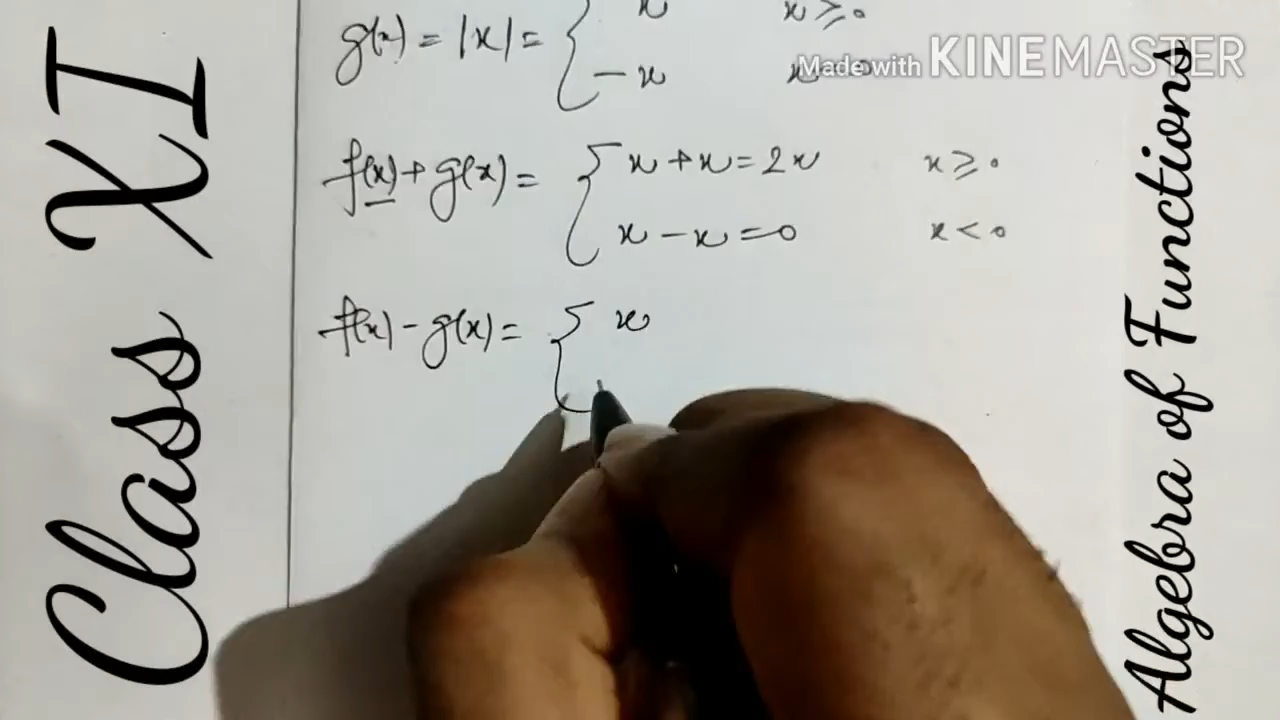 Class XI
g(x) = |x| = { x x ≥ 0
-x
Made with KINEMASTER
f(x) + g(x) = { x + x = 2x x ≥ 0
x - x = 0 x < 0
f(x) - g(x) = { x
Algebra of Functions